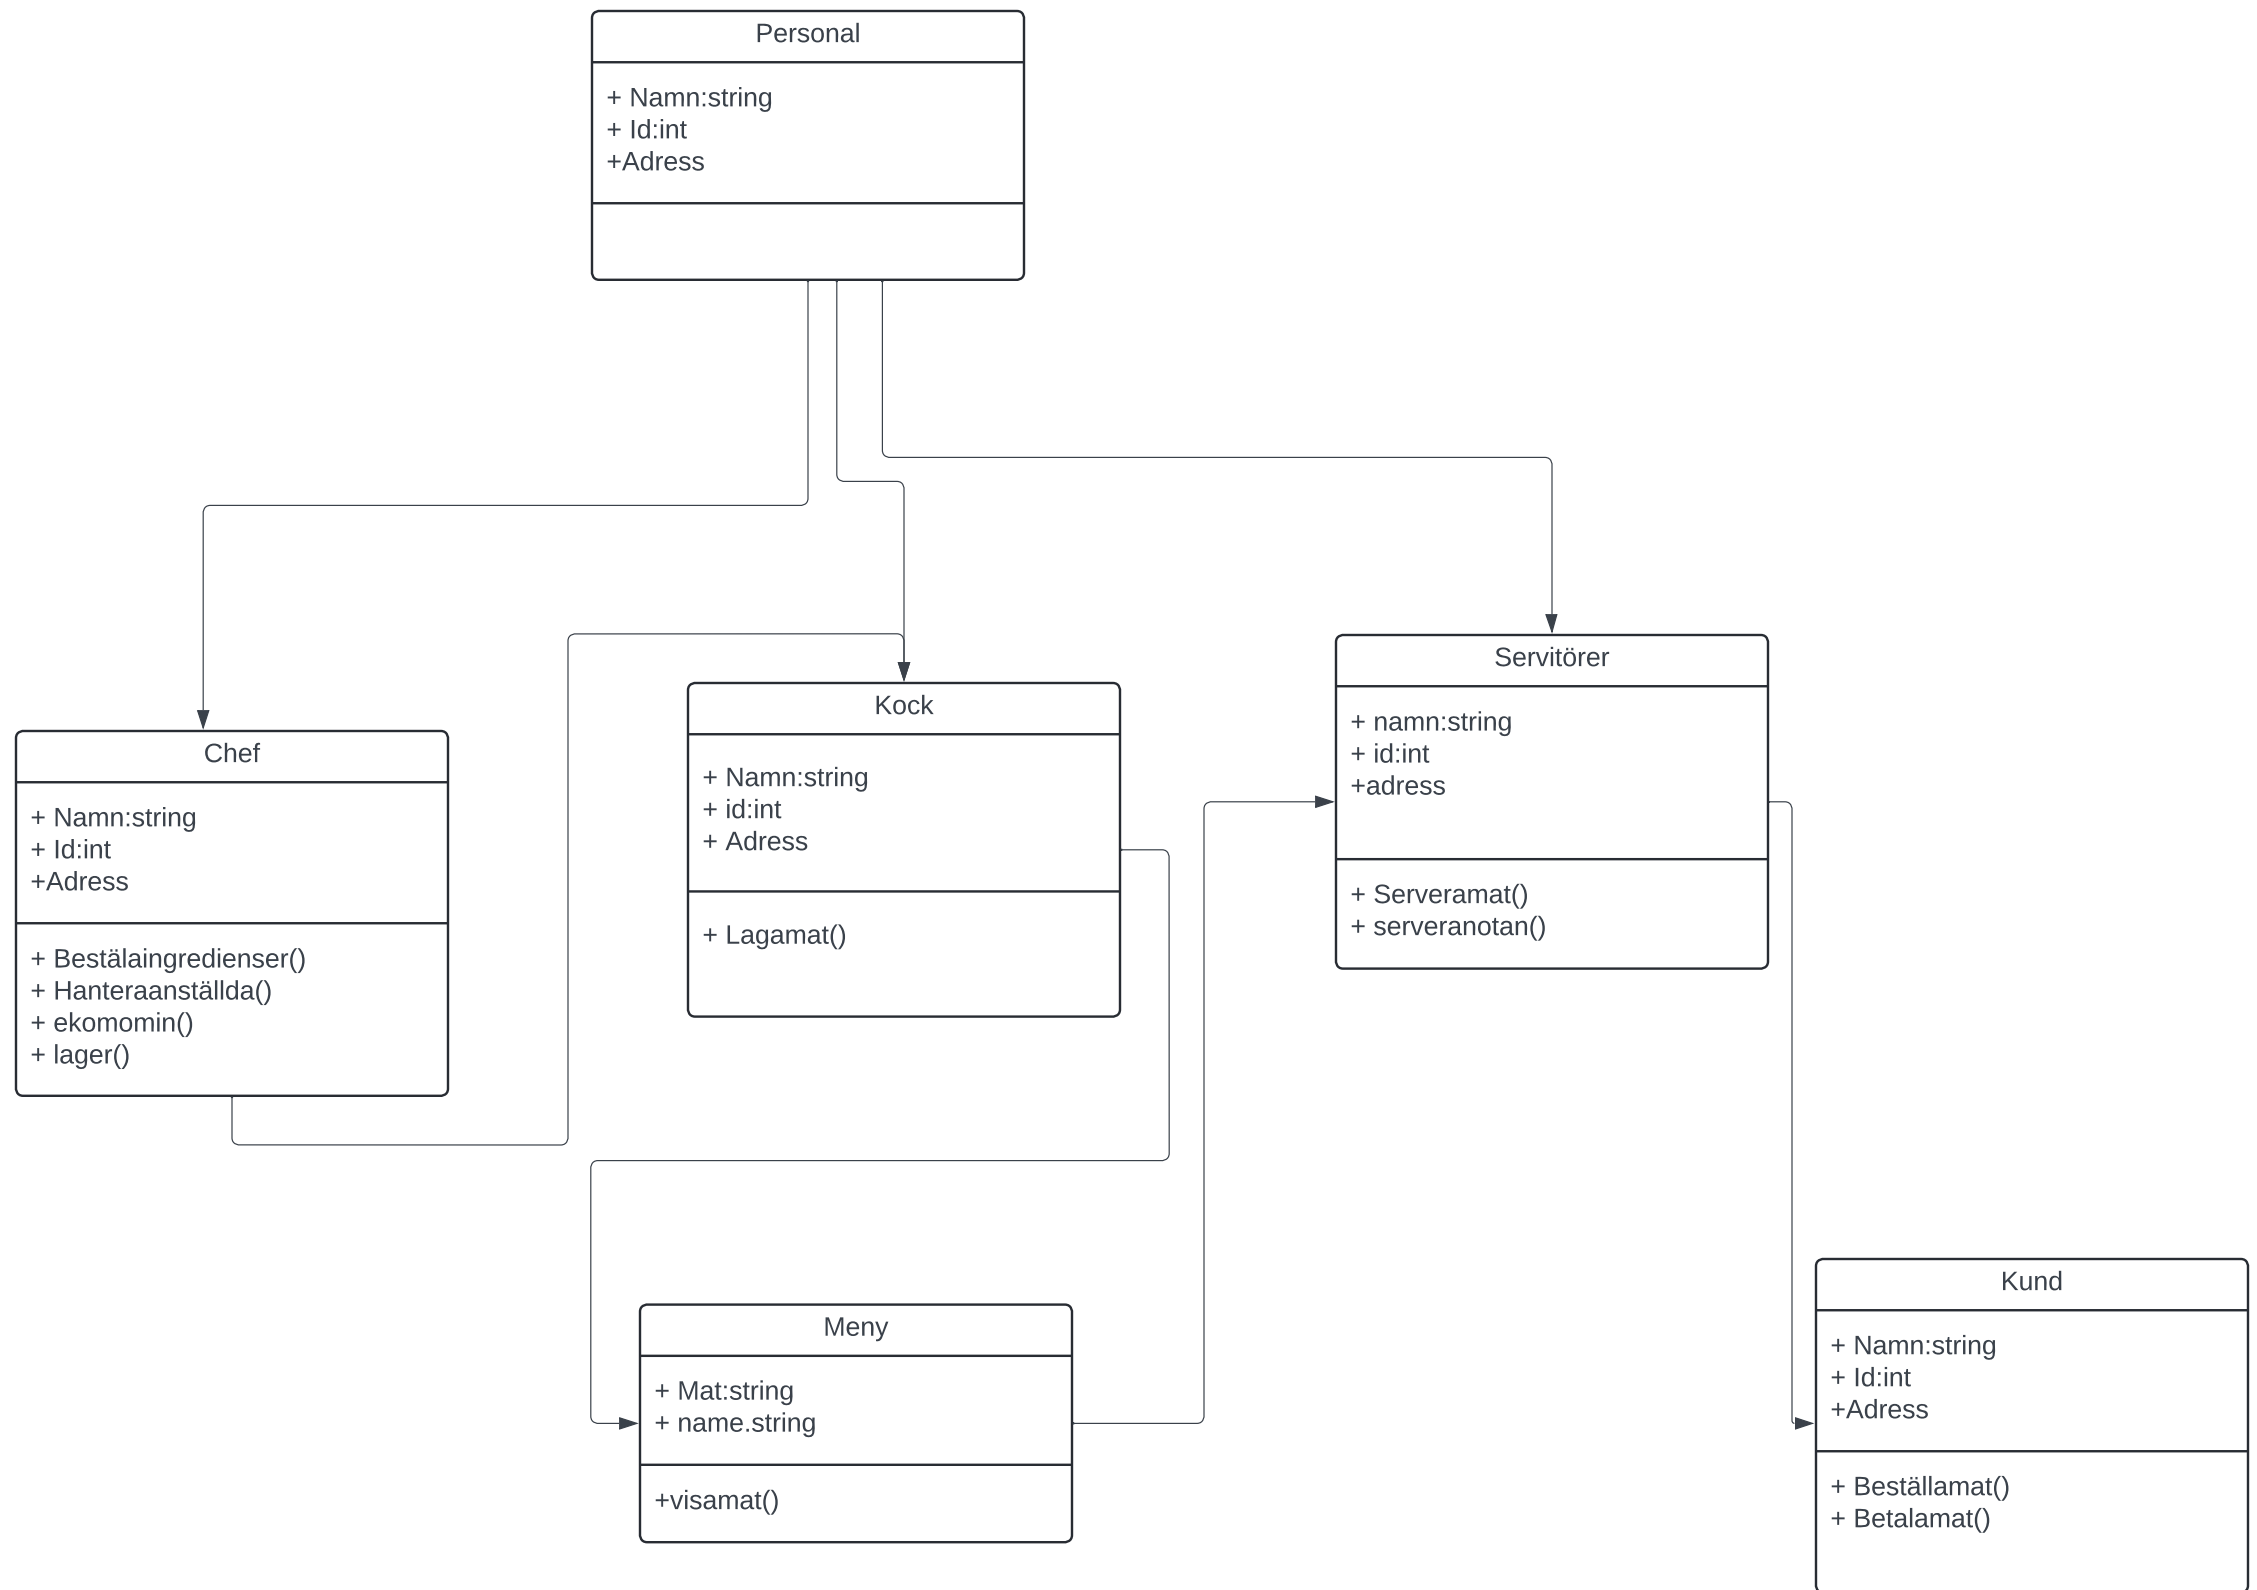 Personal
+ Namn:string
+ Id:int
+Adress
Chef
+ Namn:string
+ Id:int
+Adress
+ Bestälaingredienser()
+ Hanteraanställda()
+ ekomomin()
+ lager()
Kock
+ Namn:string
+ id:int
+ Adress
+ Lagamat()
Servitörer
+ namn:string
+ id:int
+adress
+ Serveramat()
+ serveranotan()
Meny
+ Mat:string
+ name.string
+visamat()
Kund
+ Namn:string
+ Id:int
+Adress
+ Beställamat()
+ Betalamat()